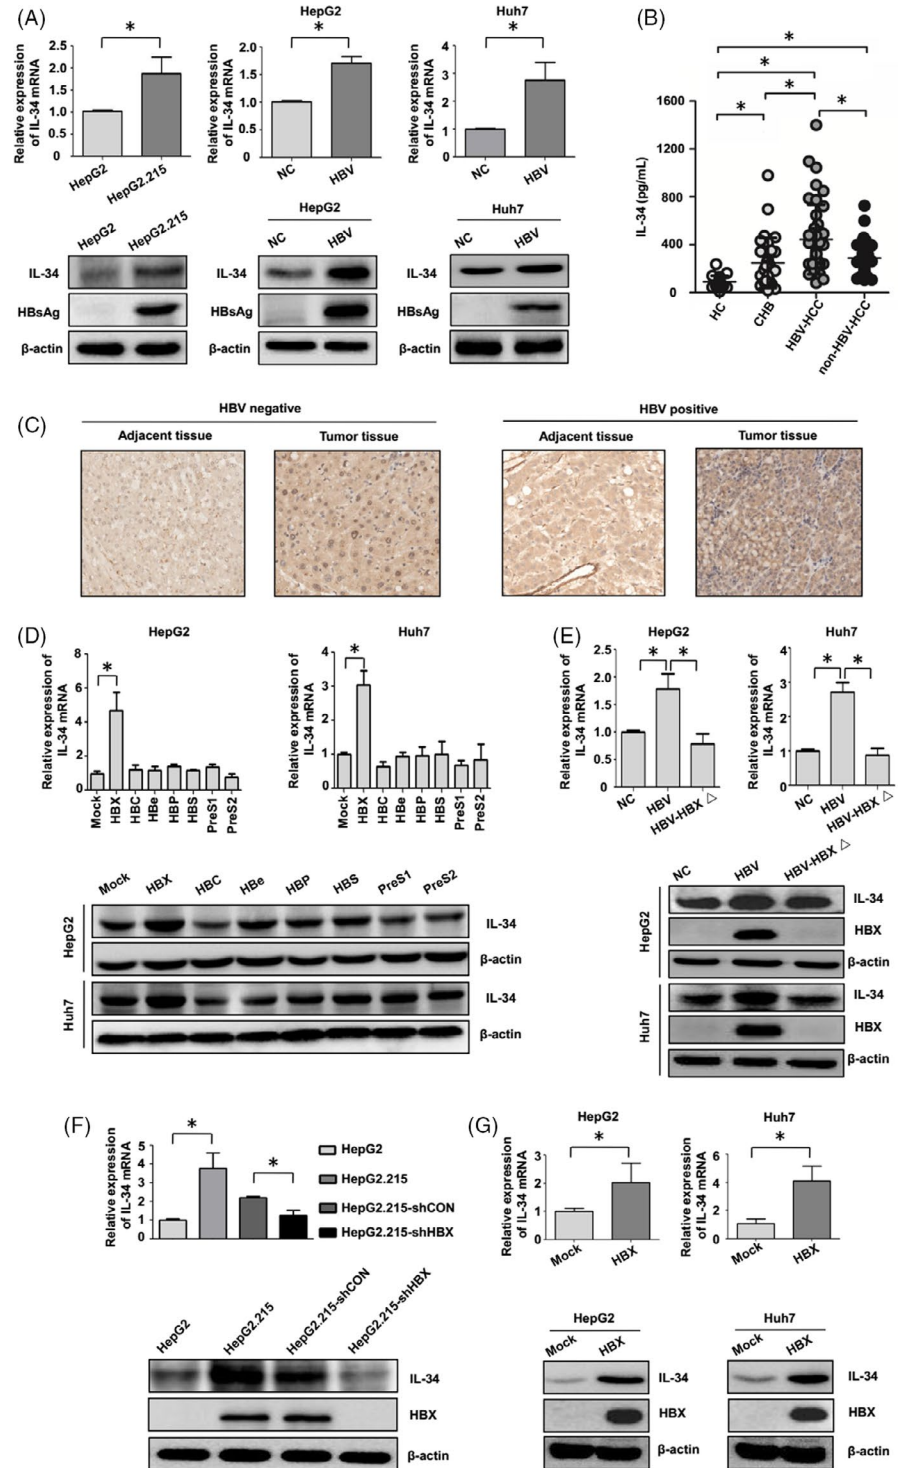 (A)
Relative expression of IL-34 mRNA
2.5
2.0
1.5
1.0
0.5
0
*
HepG2
HepG2.215
HepG2
Relative expression of IL-34 mRNA
2.0
1.5
1.0
0.5
0
*
NC
HBV
Huh7
Relative expression of IL-34 mRNA
4
3
2
1
0
*
NC
HBV
HepG2
HepG2.215
IL-34
HBsAg
β-actin
HepG2
NC
HBV
IL-34
HBsAg
β-actin
Huh7
NC
HBV
IL-34
HBsAg
β-actin
(B)
IL-34 (pg/mL)
1600
1200
800
400
0
*
*
*
*
*
HC
CHB
HBV-HCC
non-HBV-HCC
(C)
HBV negative
Adjacent tissue
Tumor tissue
HBV positive
Adjacent tissue
Tumor tissue
(D)
HepG2
Relative expression of
IL-34 mRNA
8
6
4
2
0
*
Mock
HBX
HBC
HBe
HBP
HBS
PreS1
PreS2
Huh7
Relative expression of
IL-34 mRNA
4
3
2
1
0
*
Mock
HBX
HBC
HBe
HBP
HBS
PreS1
PreS2
Mock
HBX
HBC
HBe
HBP
HBS
PreS1
PreS2
HepG2
IL-34
β-actin
Huh7
IL-34
β-actin
(E)
HepG2
Relative expression of
IL-34 mRNA
2.5
2.0
1.5
1.0
0.5
0
*
*
NC
HBV
HBV-HBX △
Huh7
Relative expression of
IL-34 mRNA
4
3
2
1
0
*
*
NC
HBV
HBV-HBX △
NC
HBV
HBV-HBX △
HepG2
IL-34
HBX
β-actin
Huh7
IL-34
HBX
β-actin
(F)
Relative expression
of IL-34 mRNA
5
4
3
2
1
0
*
*
HepG2
HepG2.215
HepG2.215-shCON
HepG2.215-shHBX
HepG2
HepG2.215
HepG2.215-shCON
HepG2.215-shHBX
IL-34
HBX
β-actin
(G)
HepG2
Relative expression
of IL-34 mRNA
3
2
1
0
*
Mock
HBX
Huh7
Relative expression
of IL-34 mRNA
6
4
2
0
*
Mock
HBX
HepG2
Mock
HBX
IL-34
HBX
β-actin
Huh7
Mock
HBX
IL-34
HBX
β-actin